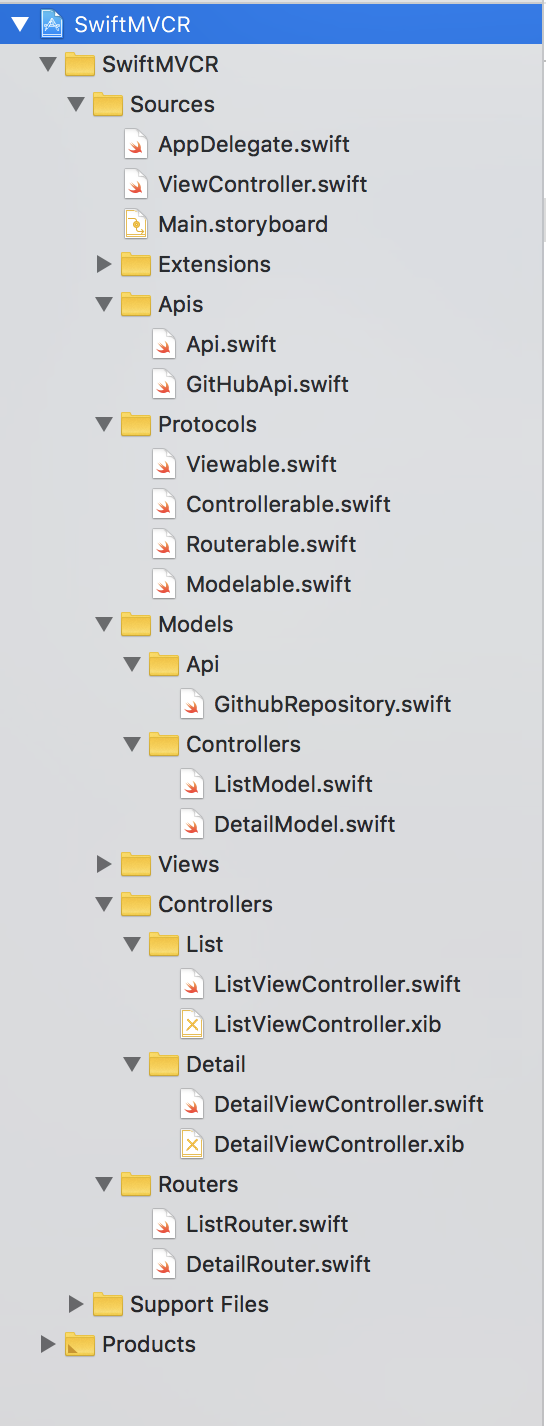 SwiftMVCR
SwiftMVCR
Sources
AppDelegate.swift
ViewController.swift
Main.storyboard
Extensions
Apis
Api.swift
GitHubApi.swift
Protocols
Viewable.swift
Controllerable.swift
Routerable.swift
Modelable.swift
Models
Api
GithubRepository.swift
Controllers
ListModel.swift
DetailModel.swift
Views
Controllers
List
ListViewController.swift
ListViewController.xib
Detail
DetailViewController.swift
DetailViewController.xib
Routers
ListRouter.swift
DetailRouter.swift
Support Files
Products